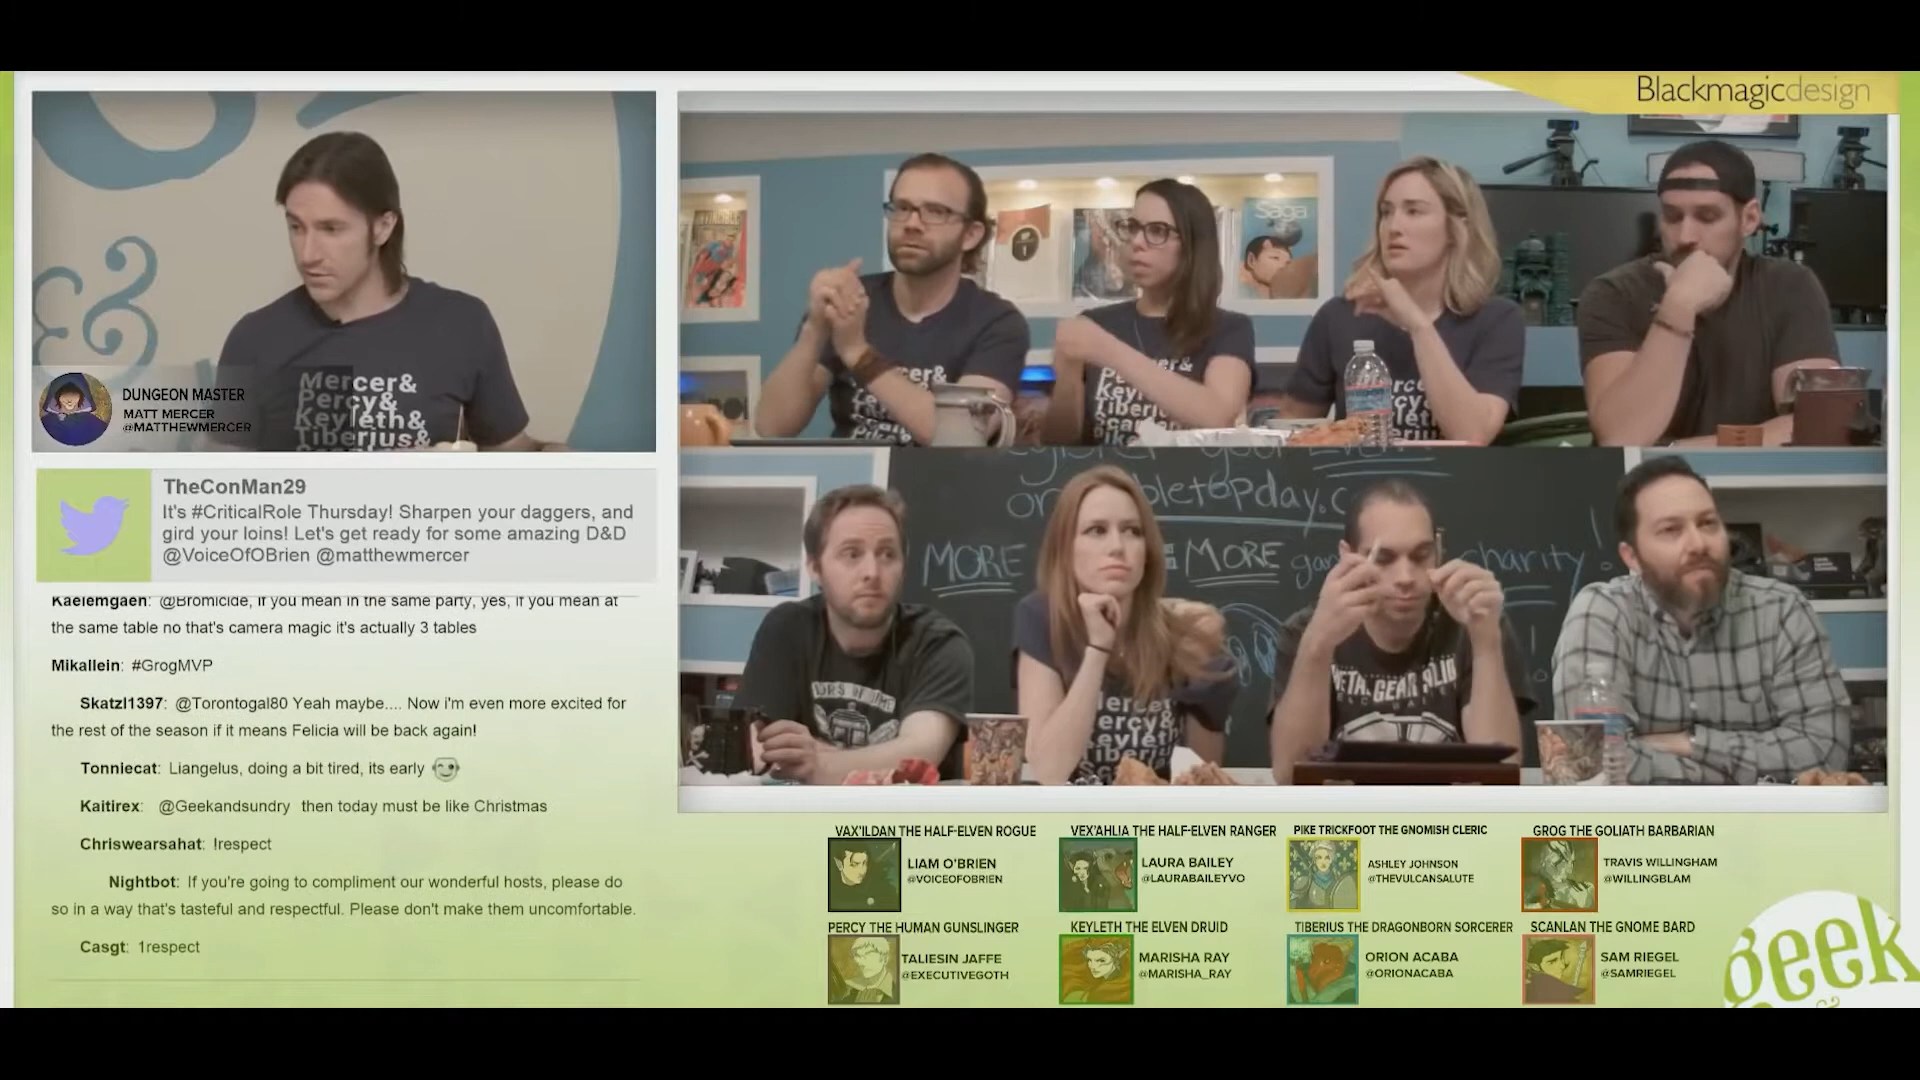 Blackmagicdesign
INVINCIBLE
Saga
Mercer&
Percy&
Keyleth&
Tiberius&
DUNGEON MASTER
MATT MERCER
@MATTHEWMERCER
TheConMan29
It's #CriticalRole Thursday! Sharpen your daggers, and
gird your loins! Let's get ready for some amazing D&D
@VoiceOfOBrien @matthewmercer
Kaelemgaen: @Bromicide, if you mean in the same party, yes, if you mean at
the same table no that's camera magic it's actually 3 tables
Mikallein: #GrogMVP
Skatzl1397: @Torontogal80 Yeah maybe.... Now i'm even more excited for
the rest of the season if it means Felicia will be back again!
Tonniecat: Liangelus, doing a bit tired, its early
Kaitirex: @Geekandsundry then today must be like Christmas
Chriswearsahat: !respect
Nightbot: If you're going to compliment our wonderful hosts, please do
so in a way that's tasteful and respectful. Please don't make them uncomfortable.
Casgt: 1respect
MORE = MORE charity!
METAL GEAR SOLID
VAX'ILDAN THE HALF-ELVEN ROGUE
LIAM O'BRIEN
@VOICEOFOBRIEN
VEX'AHLIA THE HALF-ELVEN RANGER
LAURA BAILEY
@LAURABAILEYVO
PIKE TRICKFOOT THE GNOMISH CLERIC
ASHLEY JOHNSON
@THEVULCANSALUTE
GROG THE GOLIATH BARBARIAN
TRAVIS WILLINGHAM
@WILLINGBLAM
PERCY THE HUMAN GUNSLINGER
TALIESIN JAFFE
@EXECUTIVEGOTH
KEYLETH THE ELVEN DRUID
MARISHA RAY
@MARISHA_RAY
TIBERIUS THE DRAGONBORN SORCERER
ORION ACABA
@ORIONACABA
SCANLAN THE GNOME BARD
SAM RIEGEL
@SAMRIEGEL
geek
&